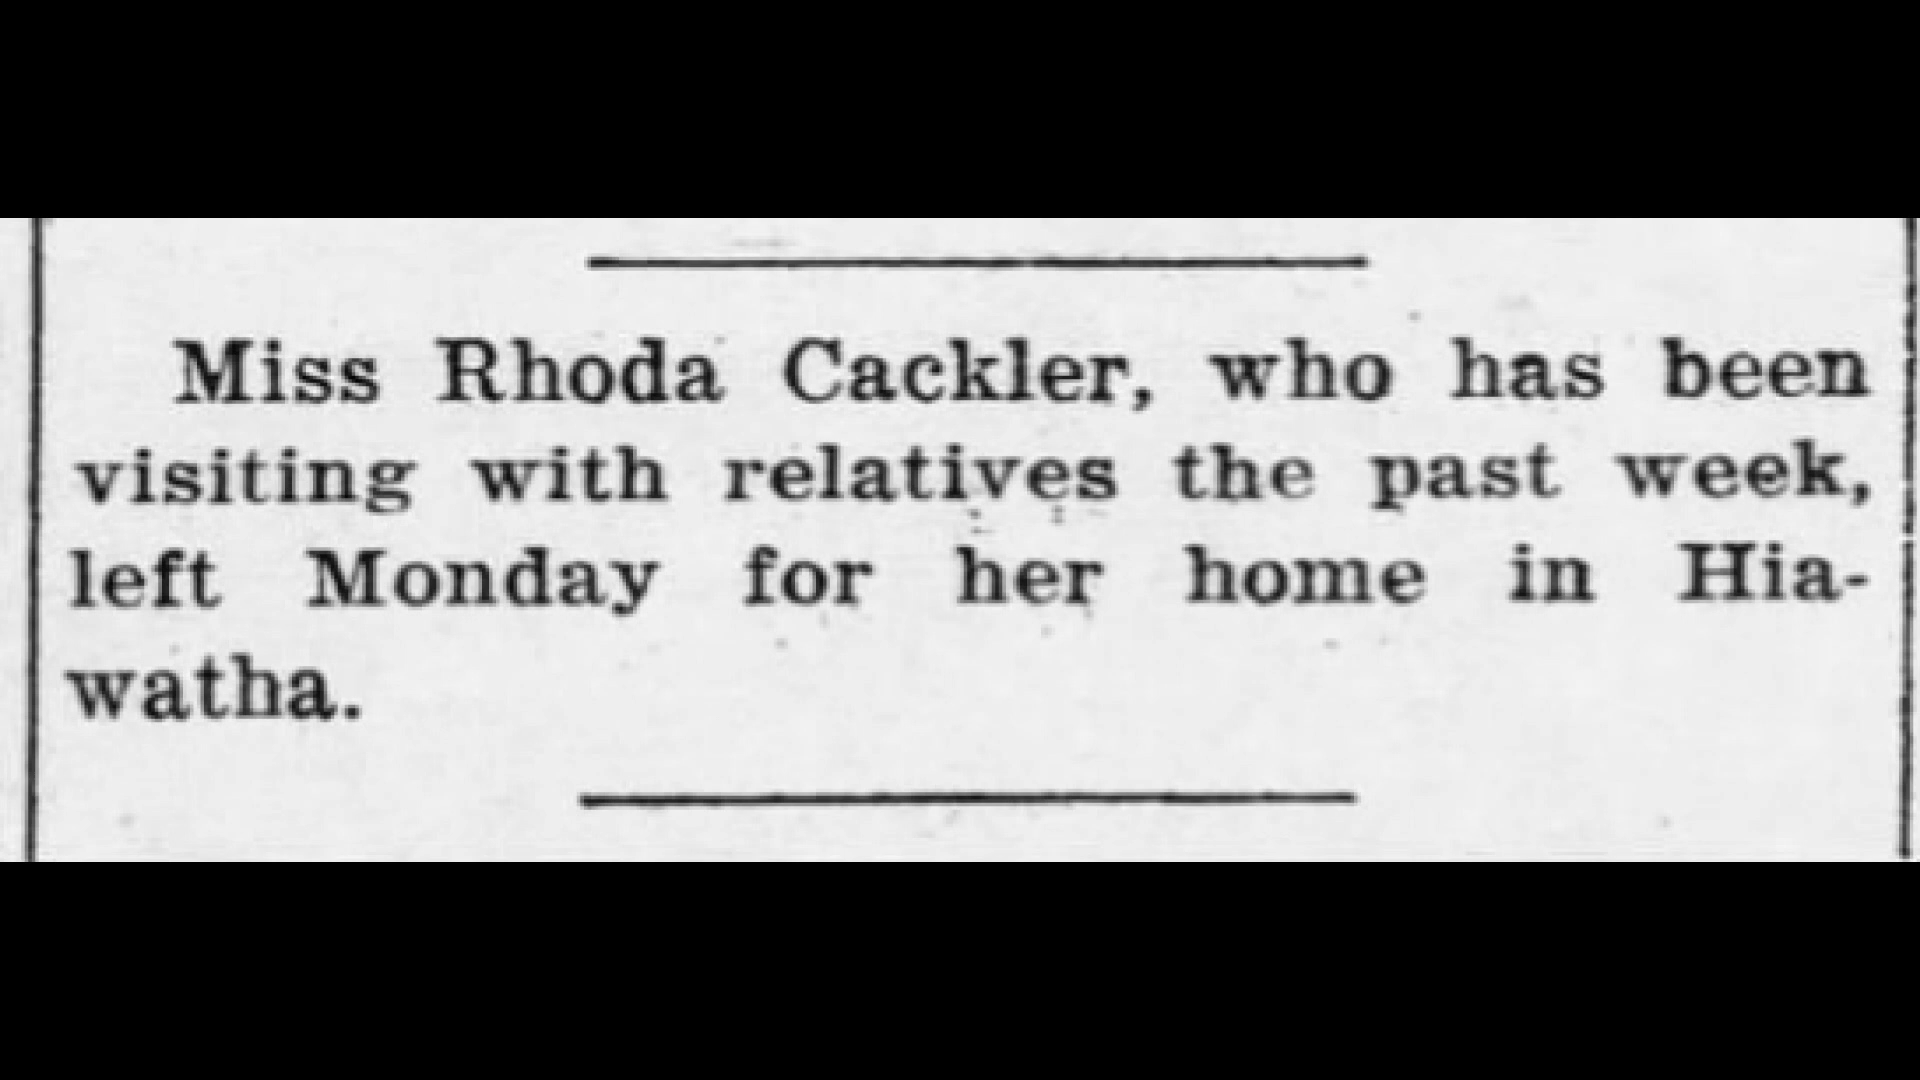 Miss Rhoda Cackler, who has been
visiting with relatives the past week,
left Monday for her home in Hia-
watha.